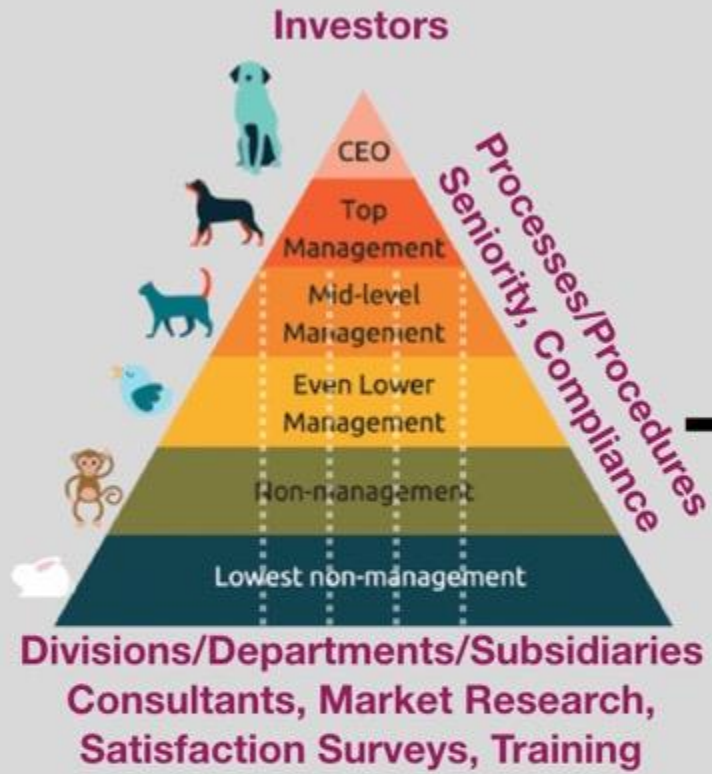 Investors
CEO
Top
Management
Mid-level
Management
Even Lower
Management
Non-management
Lowest non-management
Processes/Procedures
Seniority, Compliance
Divisions/Departments/Subsidiaries
Consultants, Market Research,
Satisfaction Surveys, Training